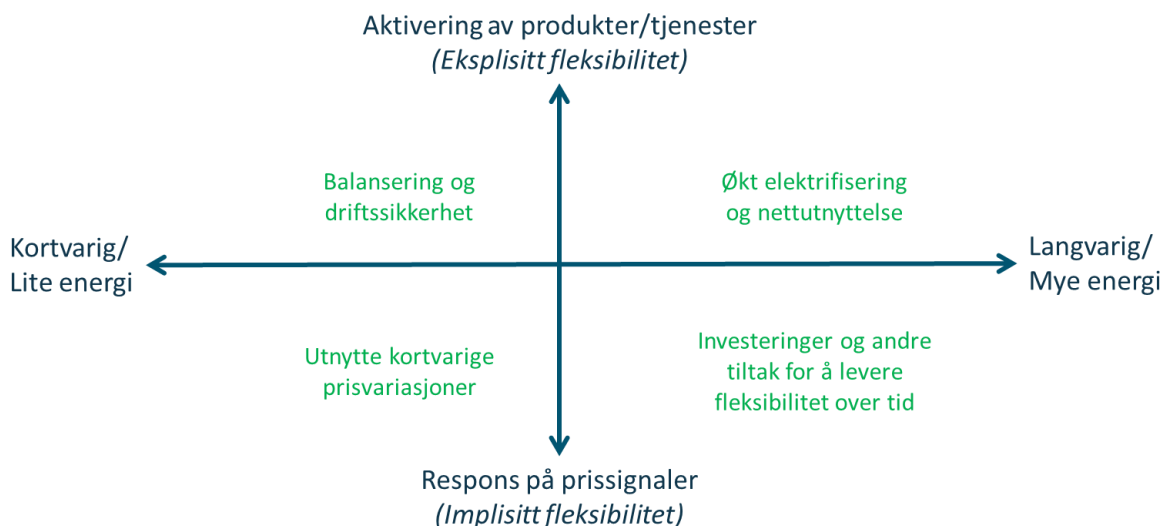 Aktivering av produkter/tjenester
(Eksplisitt fleksibilitet)
Balansering og
driftssikkerhet
Økt elektrifisering
og nettutnyttelse
Kortvarig/
Lite energi
Langvarig/
Mye energi
Utnytte kortvarige
prisvariasjoner
Investeringer og andre
tiltak for å levere
fleksibilitet over tid
Respons på prissignaler
(Implisitt fleksibilitet)